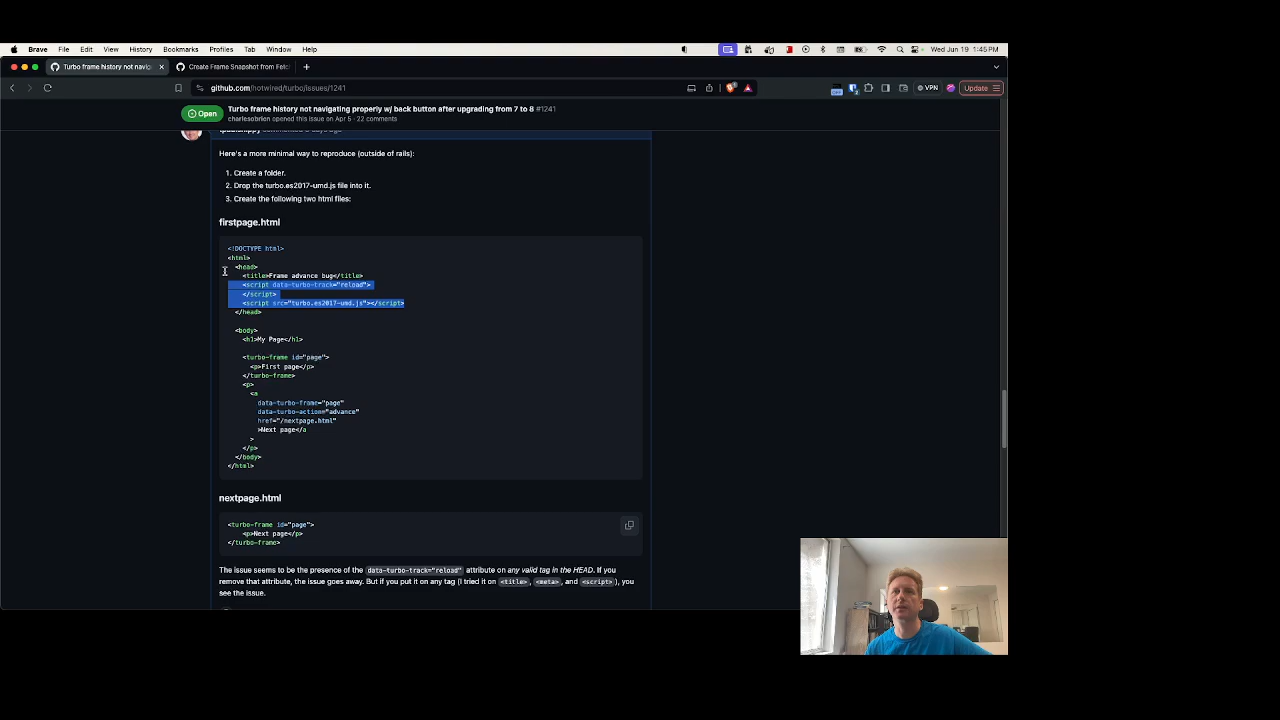 Brave File Edit View History Bookmarks Profiles Tab Window Help Wed Jun 19 1:45 PM
Turbo frame history not navig Create Frame Snapshot from Fetch
github.com/hotwired/turbo/issues/1241 VPN Update
Open Turbo frame history not navigating properly w/ back button after upgrading from 7 to 8 #1241
charlesobrien opened this issue on Apr 5 · 22 comments
Here's a more minimal way to reproduce (outside of rails):
1. Create a folder.
2. Drop the turbo.es2017-umd.js file into it.
3. Create the following two html files:
firstpage.html
<!DOCTYPE html>
<html>
<head>
<title>Frame advance bug</title>
<script data-turbo-track="reload">
</script>
<script src="turbo.es2017-umd.js"></script>
</head>
<body>
<h1>My Page</h1>
<turbo-frame id="page">
<p>First page</p>
</turbo-frame>
<p>
<a
data-turbo-frame="page"
data-turbo-action="advance"
href="/nextpage.html"
>Next page</a
>
</p>
</body>
</html>
nextpage.html
<turbo-frame id="page">
<p>Next page</p>
</turbo-frame>
The issue seems to be the presence of the data-turbo-track="reload" attribute on any valid tag in the HEAD. If you
remove that attribute, the issue goes away. But if you put it on any tag (I tried it on <title>, <meta>, and <script>), you
see the issue.